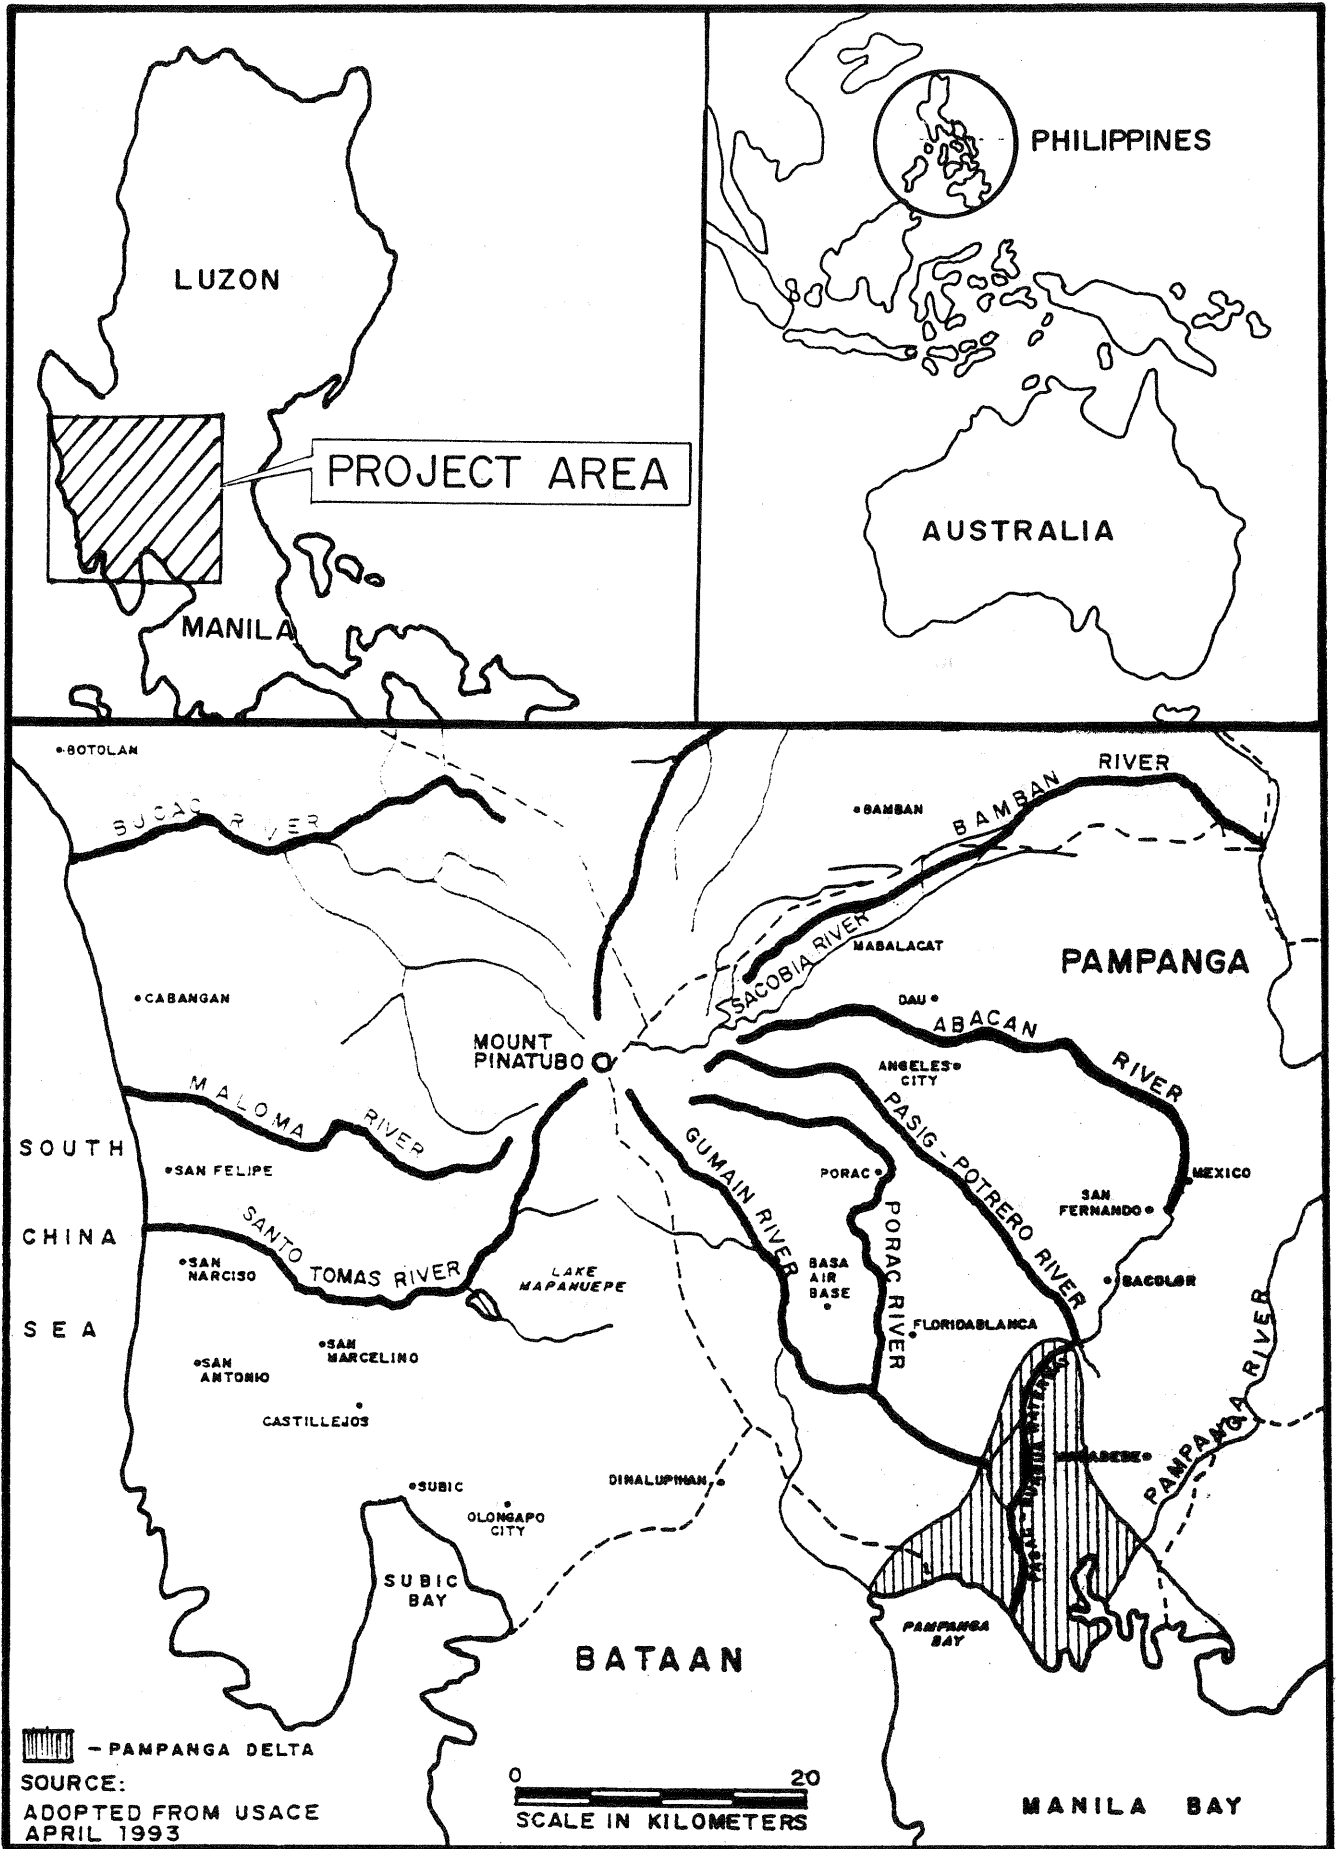 LUZON
PROJECT AREA
MANILA
PHILIPPINES
AUSTRALIA
BOTOLAN
BUCAO RIVER
BAMBAN
BAMBAN RIVER
SACOBIA RIVER
MABALACAT
PAMPANGA
CABANGAN
DAU
ABACAN RIVER
MOUNT
PINATUBO
ANGELES
CITY
MALOMA RIVER
SOUTH
CHINA
SEA
SAN FELIPE
GUMAIN RIVER
PASIG-POTRERO RIVER
PORAC
PORAC RIVER
MEXICO
SAN
FERNANDO
SANTO TOMAS RIVER
SAN
NARCISO
LAKE
MAPANUEPE
BASA
AIR
BASE
BACOLOR
FLORIDABLANCA
SAN
MARCELINO
SAN
ANTONIO
CASTILLEJOS
PAMPANGA RIVER
SUBIC
DINALUPIHAN
OLONGAPO
CITY
SUBIC
BAY
PAMPANGA
BAY
BATAAN
- PAMPANGA DELTA
SOURCE:
ADOPTED FROM USACE
APRIL 1993
0 20
SCALE IN KILOMETERS
MANILA BAY